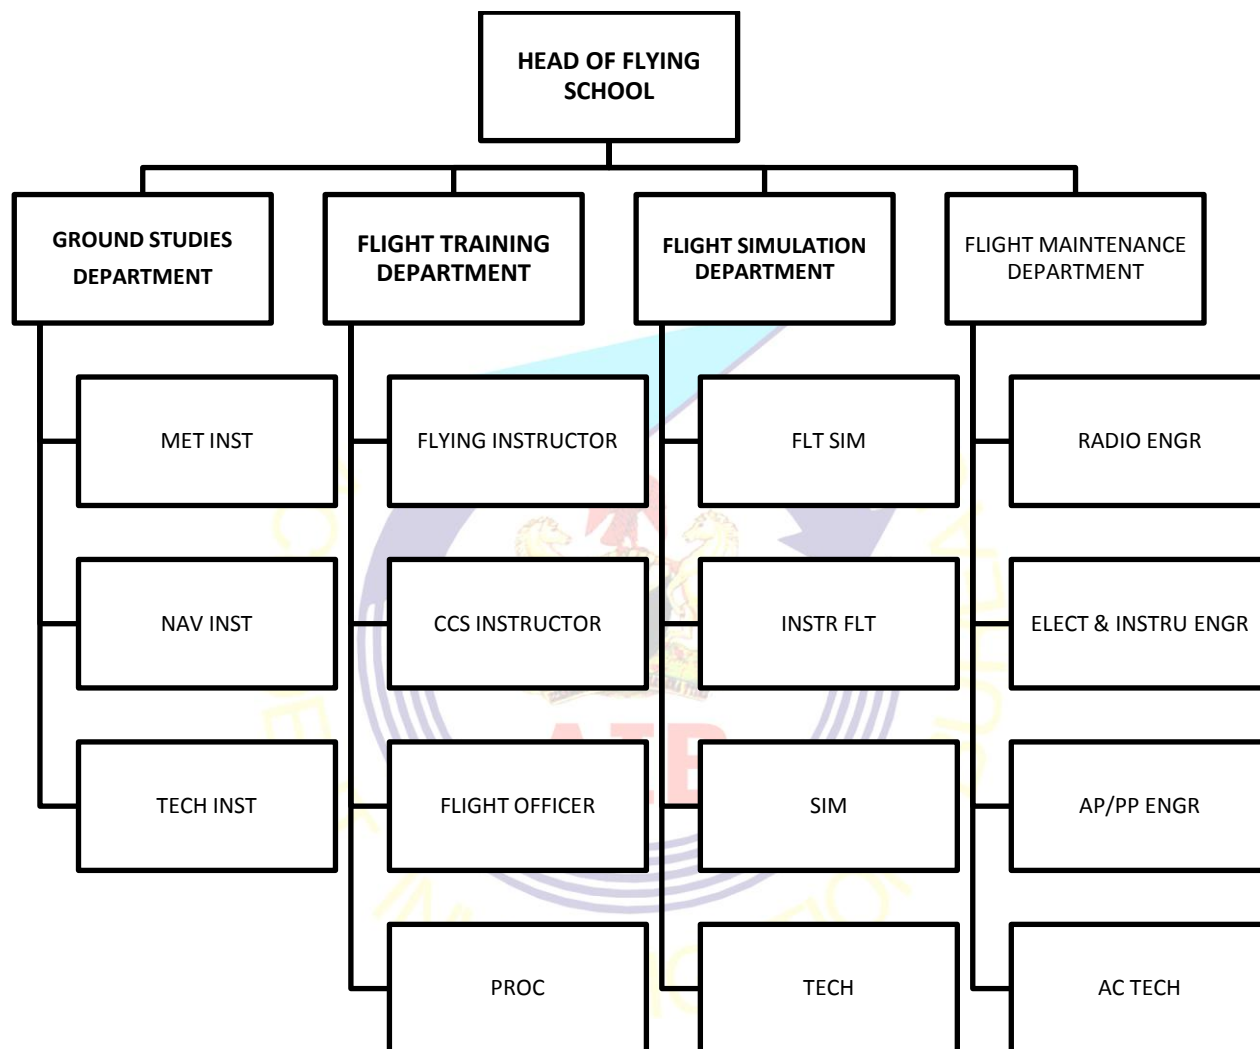 HEAD OF FLYING
SCHOOL
GROUND STUDIES
DEPARTMENT
FLIGHT TRAINING
DEPARTMENT
FLIGHT SIMULATION
DEPARTMENT
FLIGHT MAINTENANCE
DEPARTMENT
MET INST
FLYING INSTRUCTOR
FLT SIM
RADIO ENGR
NAV INST
CCS INSTRUCTOR
INSTR FLT
ELECT & INSTRU ENGR
TECH INST
FLIGHT OFFICER
SIM
AP/PP ENGR
PROC
TECH
AC TECH
AIB